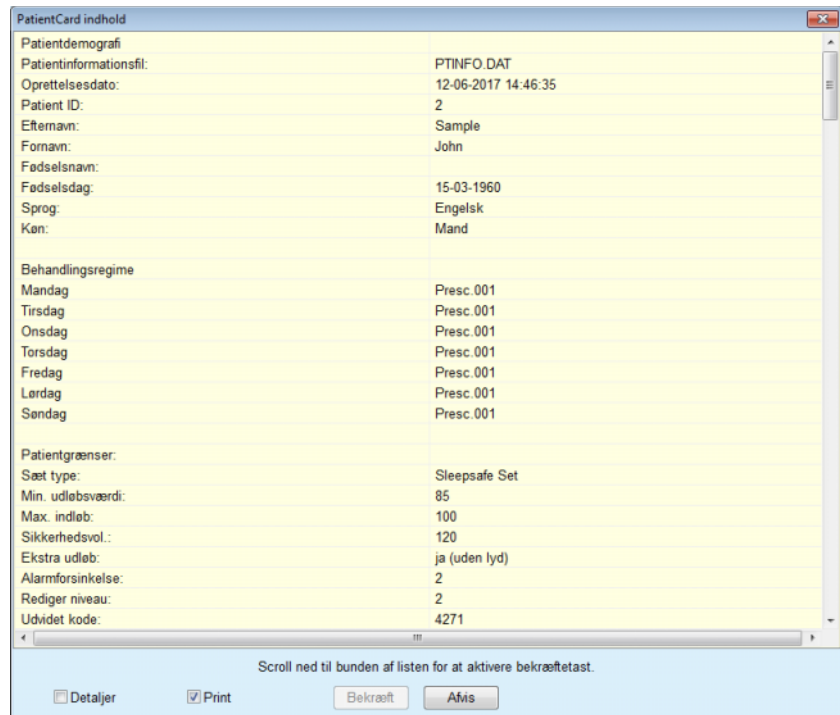 PatientCard indhold
Patientdemografi
Patientinformationsfil: PTINFO.DAT
Oprettelsesdato: 12-06-2017 14:46:35
Patient ID: 2
Efternavn: Sample
Fornavn: John
Fødselsnavn:
Fødselsdag: 15-03-1960
Sprog: Engelsk
Køn: Mand
Behandlingsregime
Mandag Presc.001
Tirsdag Presc.001
Onsdag Presc.001
Torsdag Presc.001
Fredag Presc.001
Lørdag Presc.001
Søndag Presc.001
Patientgrænser:
Sæt type: Sleepsafe Set
Min. udløbsværdi: 85
Max. indløb: 100
Sikkerhedsvol.: 120
Ekstra udløb: ja (uden lyd)
Alarmforsinkelse: 2
Rediger niveau: 2
Udvidet kode: 4271
Scroll ned til bunden af listen for at aktivere bekræftetast.
Detaljer Print Bekræft Afvis